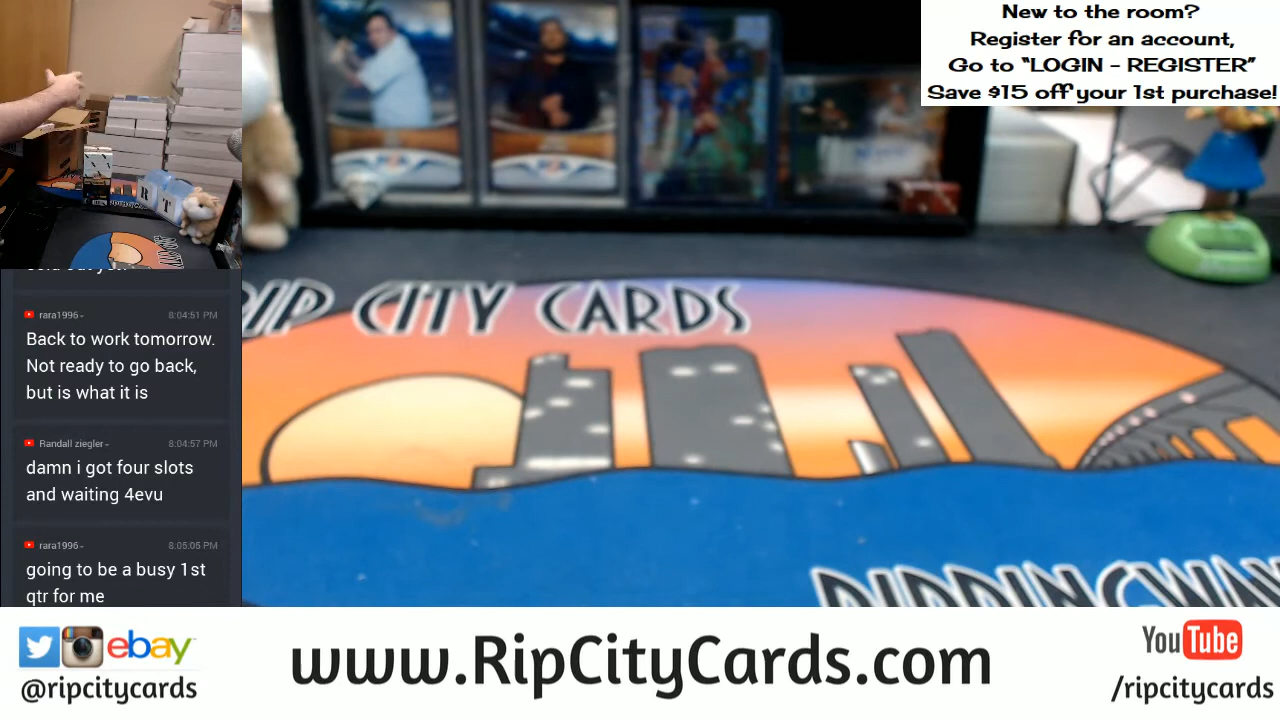 New to the room?
Register for an account,
Go to “LOGIN - REGISTER”
Save $15 off your 1st purchase!
R
T
RIP CITY CARDS
rara1996-
8:04:51 PM
Back to work tomorrow.
Not ready to go back,
but is what it is
Randall ziegler-
8:04:57 PM
damn i got four slots
and waiting 4evu
rara1996-
8:05:05 PM
going to be a busy 1st
qtr for me
ebay
@ripcitycards
www.RipCityCards.com
YouTube
/ripcitycards